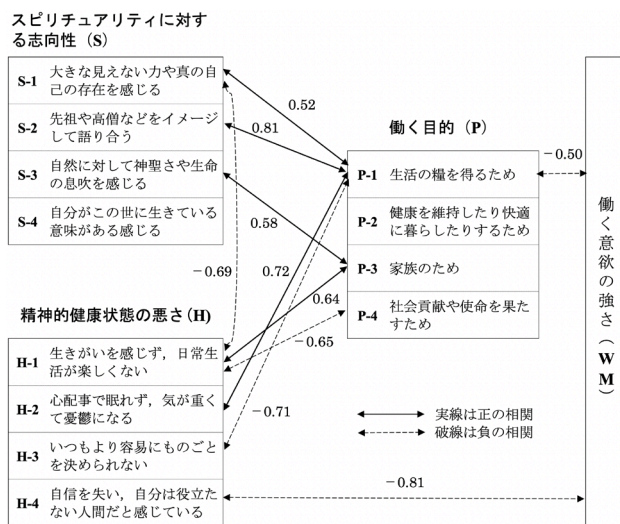 スピリチュアリティに対す
る志向性（S）
S-1 大きな見えない力や真の自
己の存在を感じる
S-2 先祖や高僧などをイメージ
して語り合う
S-3 自然に対して神聖さや生命
の息吹を感じる
S-4 自分がこの世に生きている
意味がある感じる
0.52
0.81
0.58
−0.69
0.72
0.64
−0.65
−0.71
働く目的（P）
P-1 生活の糧を得るため
P-2 健康を維持したり快適
に暮らしたりするため
P-3 家族のため
P-4 社会貢献や使命を果た
すため
−0.50
働く意欲の強さ（WM）
精神的健康状態の悪さ(H)
H-1 生きがいを感じず，日常生
活が楽しくない
H-2 心配事で眠れず，気が重くて
て憂鬱になる
H-3 いつもより容易にものごと
を決められない
H-4 自信を失い，自分は役立た
ない人間だと感じている
実線は正の相関
破線は負の相関
−0.81